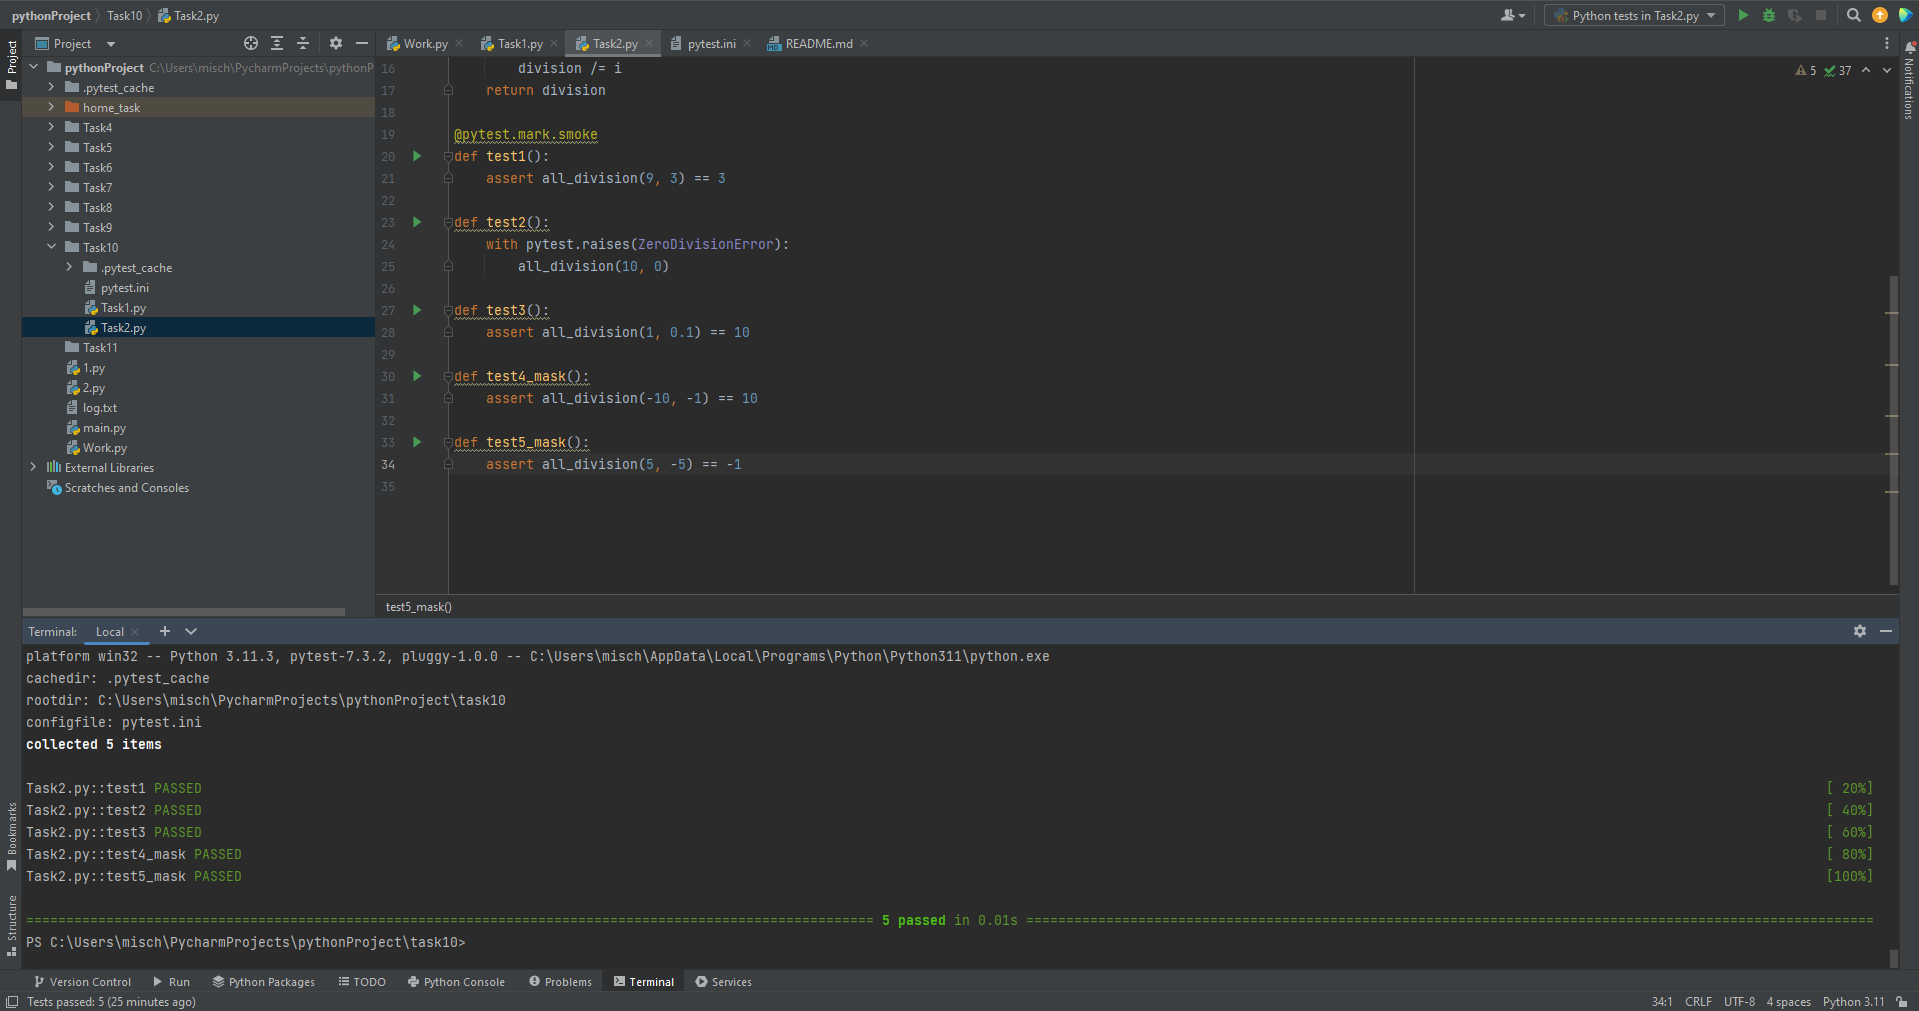 pythonProject Task10 Task2.py
Python tests in Task2.py
Project
Work.py Task1.py Task2.py pytest.ini README.md
Project
Notifications
pythonProject C:\Users\misch\PycharmProjects\pythonP
.pytest_cache
home_task
Task4
Task5
Task6
Task7
Task8
Task9
Task10
.pytest_cache
pytest.ini
Task1.py
Task2.py
Task11
1.py
2.py
log.txt
main.py
Work.py
External Libraries
Scratches and Consoles
5 37
16 division /= i
17 return division
18
19 @pytest.mark.smoke
20 def test1():
21 assert all_division(9, 3) == 3
22
23 def test2():
24 with pytest.raises(ZeroDivisionError):
25 all_division(10, 0)
26
27 def test3():
28 assert all_division(1, 0.1) == 10
29
30 def test4_mask():
31 assert all_division(-10, -1) == 10
32
33 def test5_mask():
34 assert all_division(5, -5) == -1
35
test5_mask()
Terminal: Local
platform win32 -- Python 3.11.3, pytest-7.3.2, pluggy-1.0.0 -- C:\Users\misch\AppData\Local\Programs\Python\Python311\python.exe
cachedir: .pytest_cache
rootdir: C:\Users\misch\PycharmProjects\pythonProject\task10
configfile: pytest.ini
collected 5 items
Task2.py::test1 PASSED [ 20%]
Task2.py::test2 PASSED [ 40%]
Task2.py::test3 PASSED [ 60%]
Task2.py::test4_mask PASSED [ 80%]
Task2.py::test5_mask PASSED [100%]
5 passed in 0.01s
PS C:\Users\misch\PycharmProjects\pythonProject\task10>
Bookmarks
Structure
Version Control Run Python Packages TODO Python Console Problems Terminal Services
Tests passed: 5 (25 minutes ago) 34:1 CRLF UTF-8 4 spaces Python 3.11